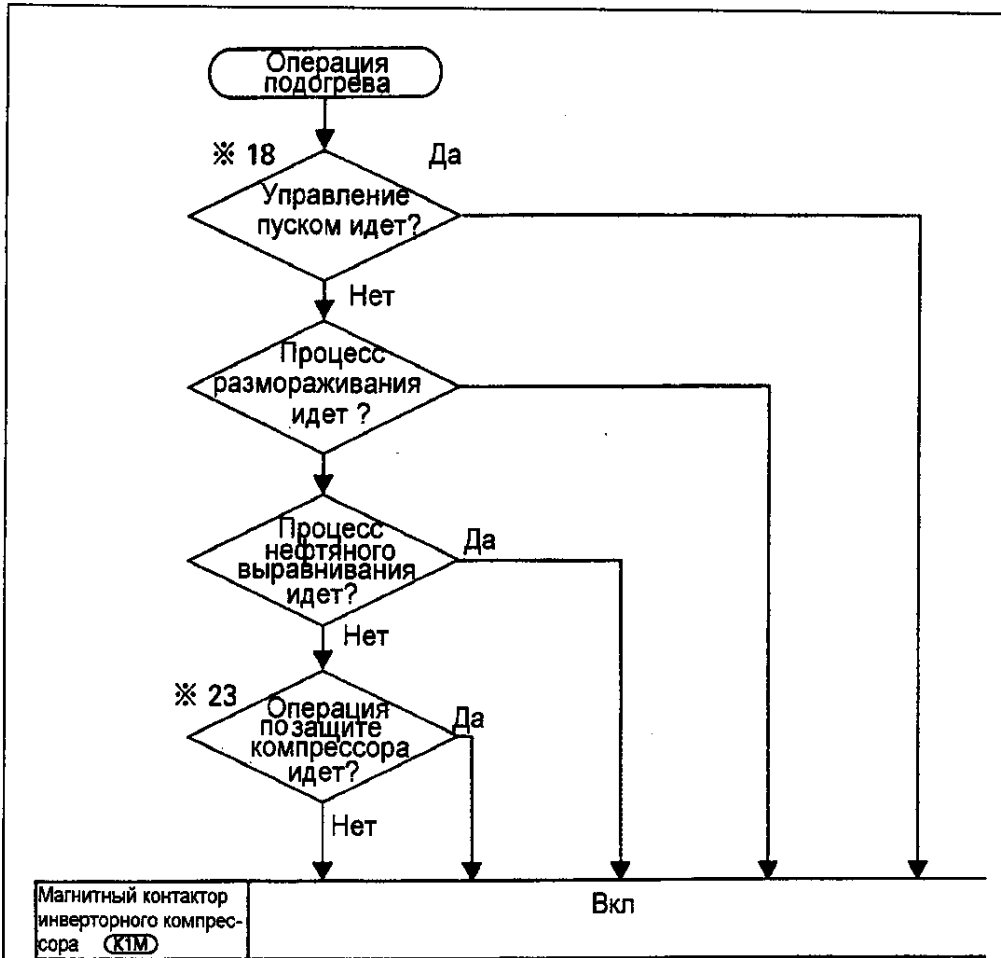 Операция
подогрева
※ 18
Да
Управление
пуском идет?
Нет
Процесс
размораживания
идет ?
Процесс
нефтяного
выравнивания
идет?
Да
Нет
※ 23
Операция
по защите
компрессора
идет?
Да
Нет
Магнитный контактор
инверторного компрес-
сора K1M
Вкл